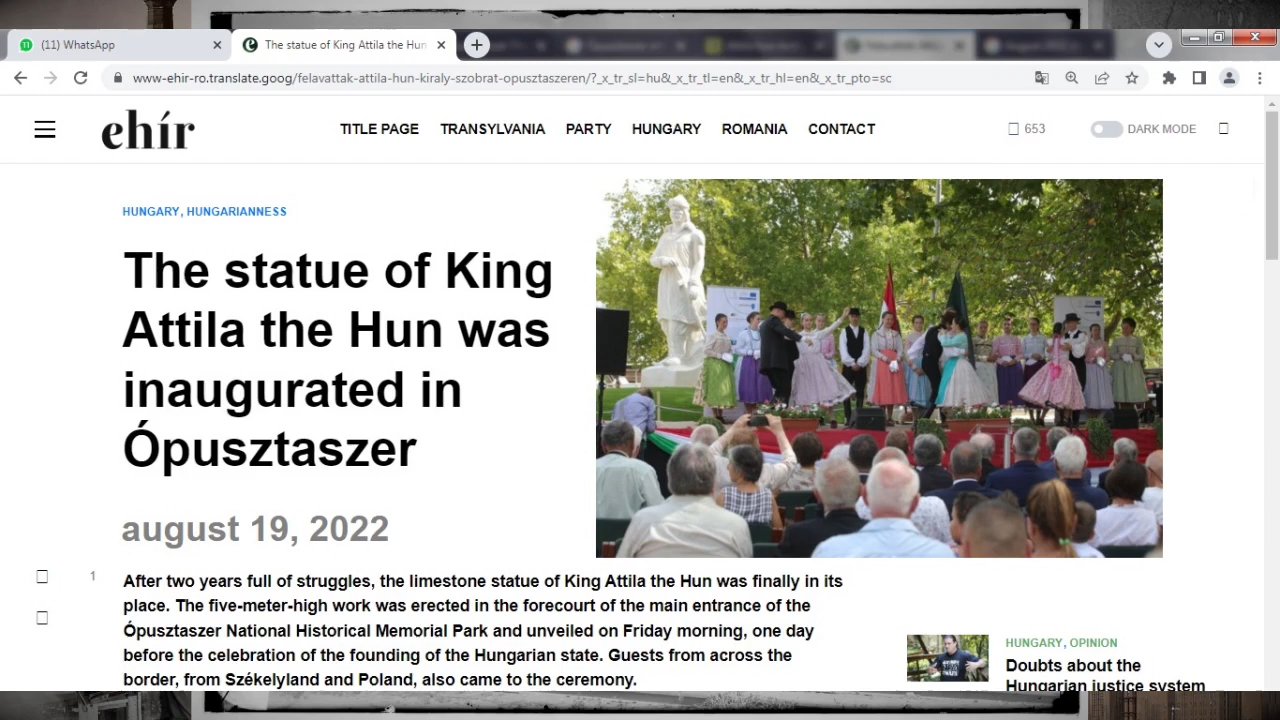 (11) WhatsApp
The statue of King Attila the Hun
www-ehir-ro.translate.goog/felavattak-attila-hun-kiraly-szobrat-opusztaszeren/?_x_tr_sl=hu&_x_tr_tl=en&_x_tr_hl=en&_x_tr_pto=sc
ehír
TITLE PAGE TRANSYLVANIA PARTY HUNGARY ROMANIA CONTACT
653
DARK MODE
HUNGARY, HUNGARIANNESS
The statue of King
Attila the Hun was
inaugurated in
Ópusztaszer
august 19, 2022
1
After two years full of struggles, the limestone statue of King Attila the Hun was finally in its
place. The five-meter-high work was erected in the forecourt of the main entrance of the
Ópusztaszer National Historical Memorial Park and unveiled on Friday morning, one day
before the celebration of the founding of the Hungarian state. Guests from across the
border, from Székelyland and Poland, also came to the ceremony.
HUNGARY, OPINION
Doubts about the
Hungarian justice system